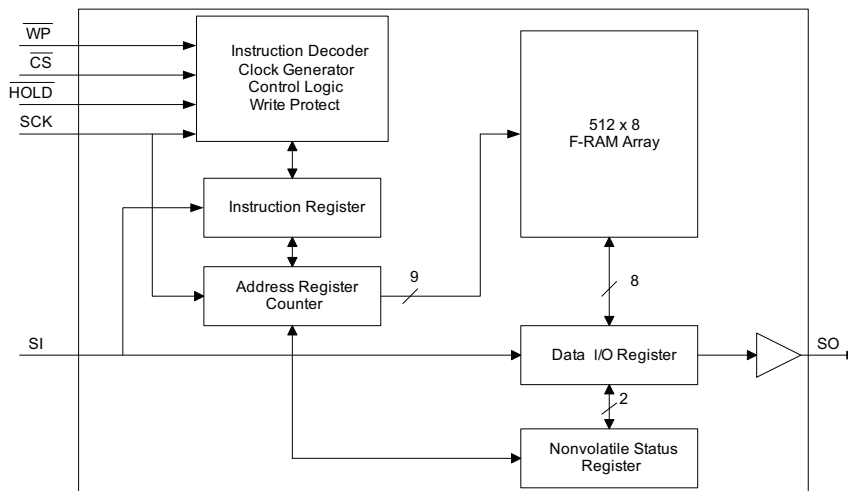 WP
CS
HOLD
SCK
Instruction Decoder
Clock Generator
Control Logic
Write Protect
512 x 8
F-RAM Array
Instruction Register
Address Register
Counter
9
8
SI
Data I/O Register
SO
2
Nonvolatile Status
Register